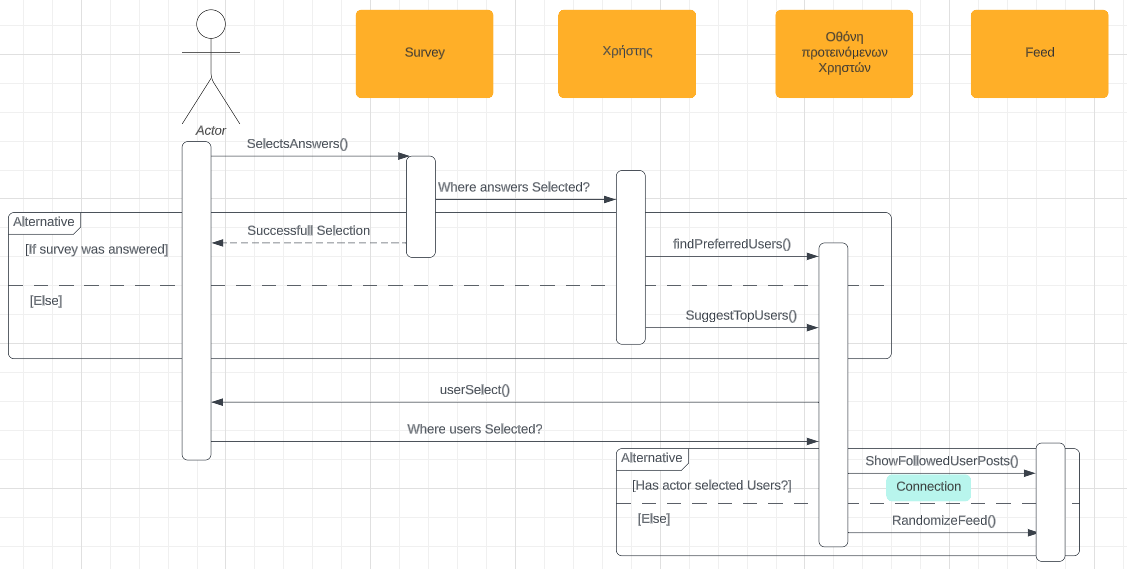 Survey
Χρήστης
Οθόνη
προτεινόμενων
Χρηστών
Feed
Actor
SelectsAnswers()
Where answers Selected?
Alternative
Successfull Selection
[If survey was answered]
findPreferredUsers()
[Else]
SuggestTopUsers()
userSelect()
Where users Selected?
Alternative
ShowFollowedUserPosts()
[Has actor selected Users?]
Connection
[Else]
RandomizeFeed()